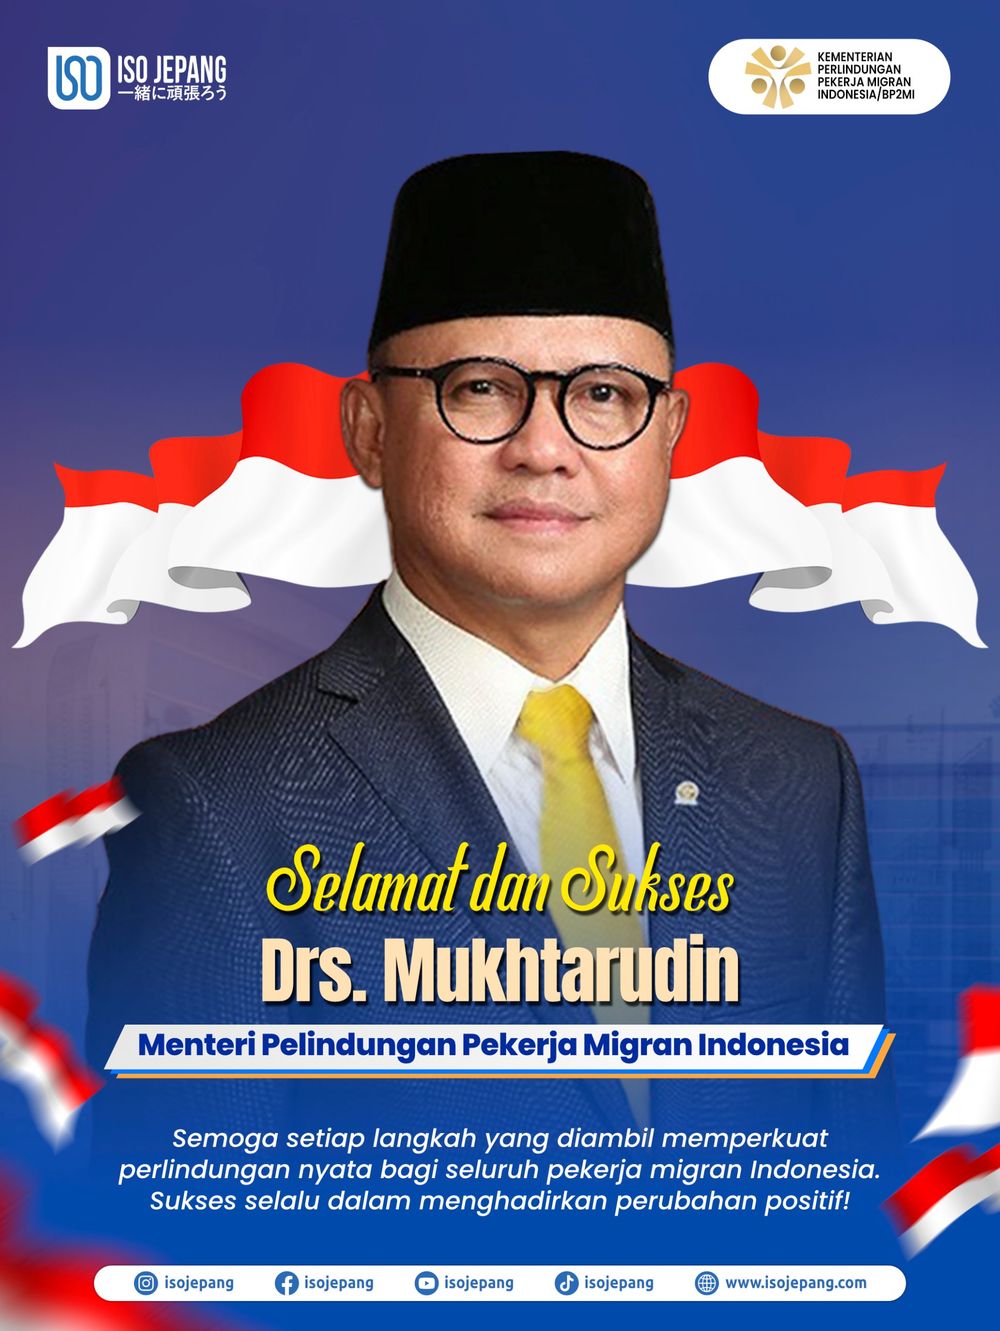 ISO JEPANG
一緒に頑張ろう
KEMENTERIAN
PERLINDUNGAN
PEKERJA MIGRAN
INDONESIA/BP2MI
Selamat dan Sukses
Drs. Mukhtarudin
Menteri Pelindungan Pekerja Migran Indonesia
Semoga setiap langkah yang diambil memperkuat
perlindungan nyata bagi seluruh pekerja migran Indonesia.
Sukses selalu dalam menghadirkan perubahan positif!
isojepang isojepang isojepang isojepang www.isojepang.com